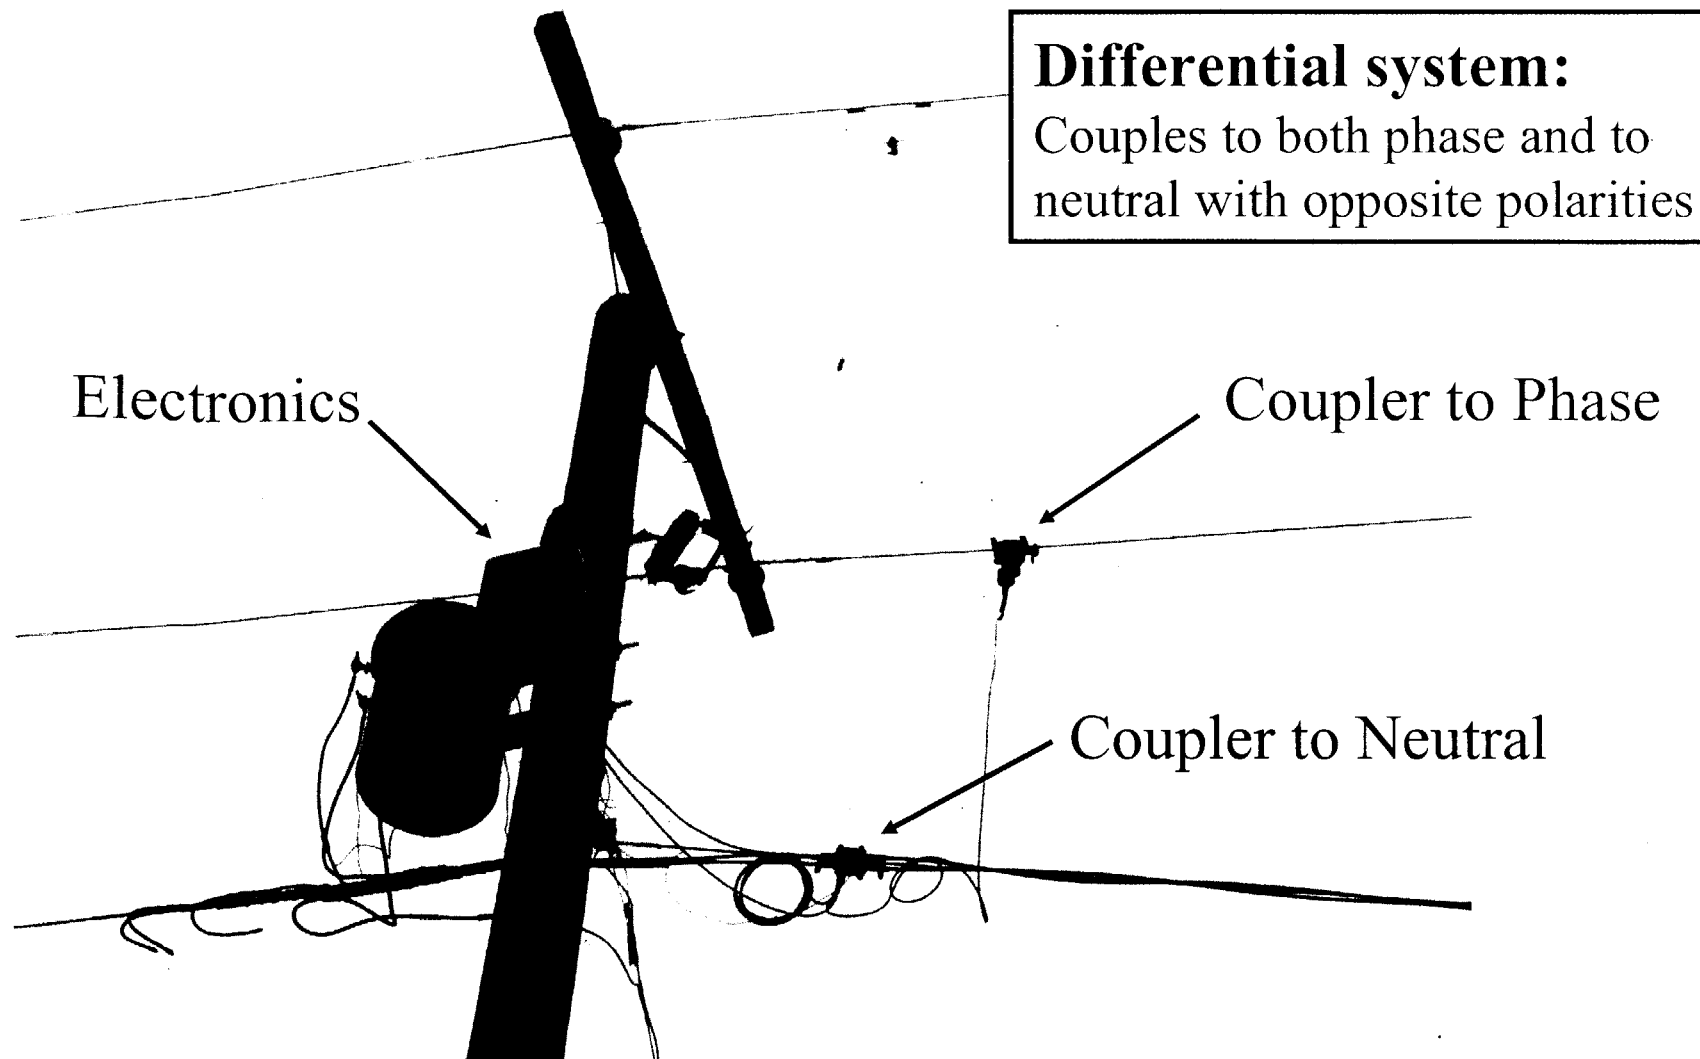 Differential system:
Couples to both phase and to
neutral with opposite polarities
Electronics
Coupler to Phase
Coupler to Neutral